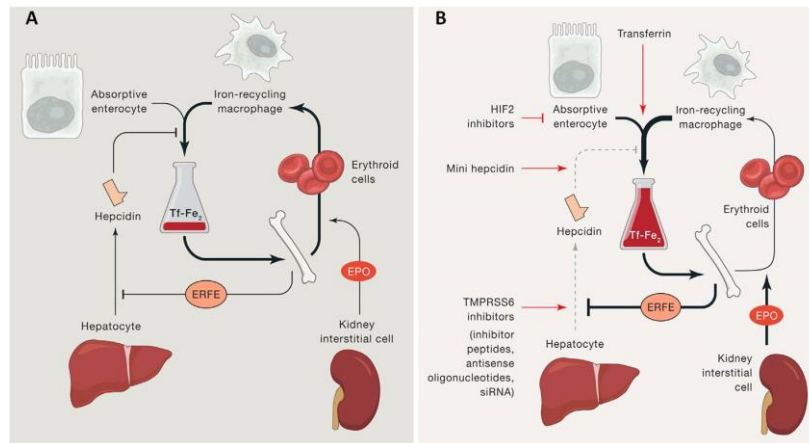 A
Absorptive
enterocyte
Iron-recycling
macrophage
Erythroid
cells
Hepcidin
Tf-Fe2
EPO
ERFE
Hepatocyte
Kidney
interstitial cell
B
Transferrin
HIF2
inhibitors
Absorptive
enterocyte
Iron-recycling
macrophage
Mini hepcidin
Hepcidin
Tf-Fe2
Erythroid
cells
TMPRSS6
inhibitors
(inhibitor
peptides,
antisense
oligonucleotides,
siRNA)
ERFE
EPO
Hepatocyte
Kidney
interstitial
cell